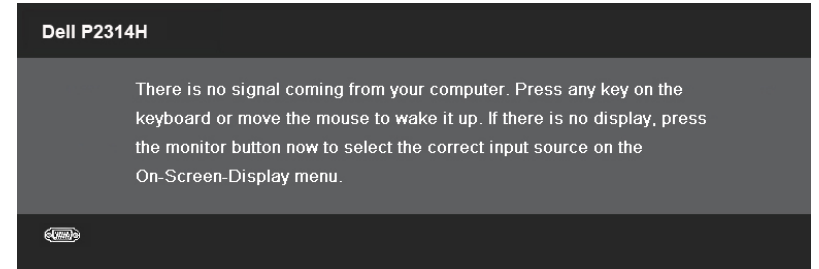 Dell P2314H
There is no signal coming from your computer. Press any key on the
keyboard or move the mouse to wake it up. If there is no display, press
the monitor button now to select the correct input source on the
On-Screen-Display menu.